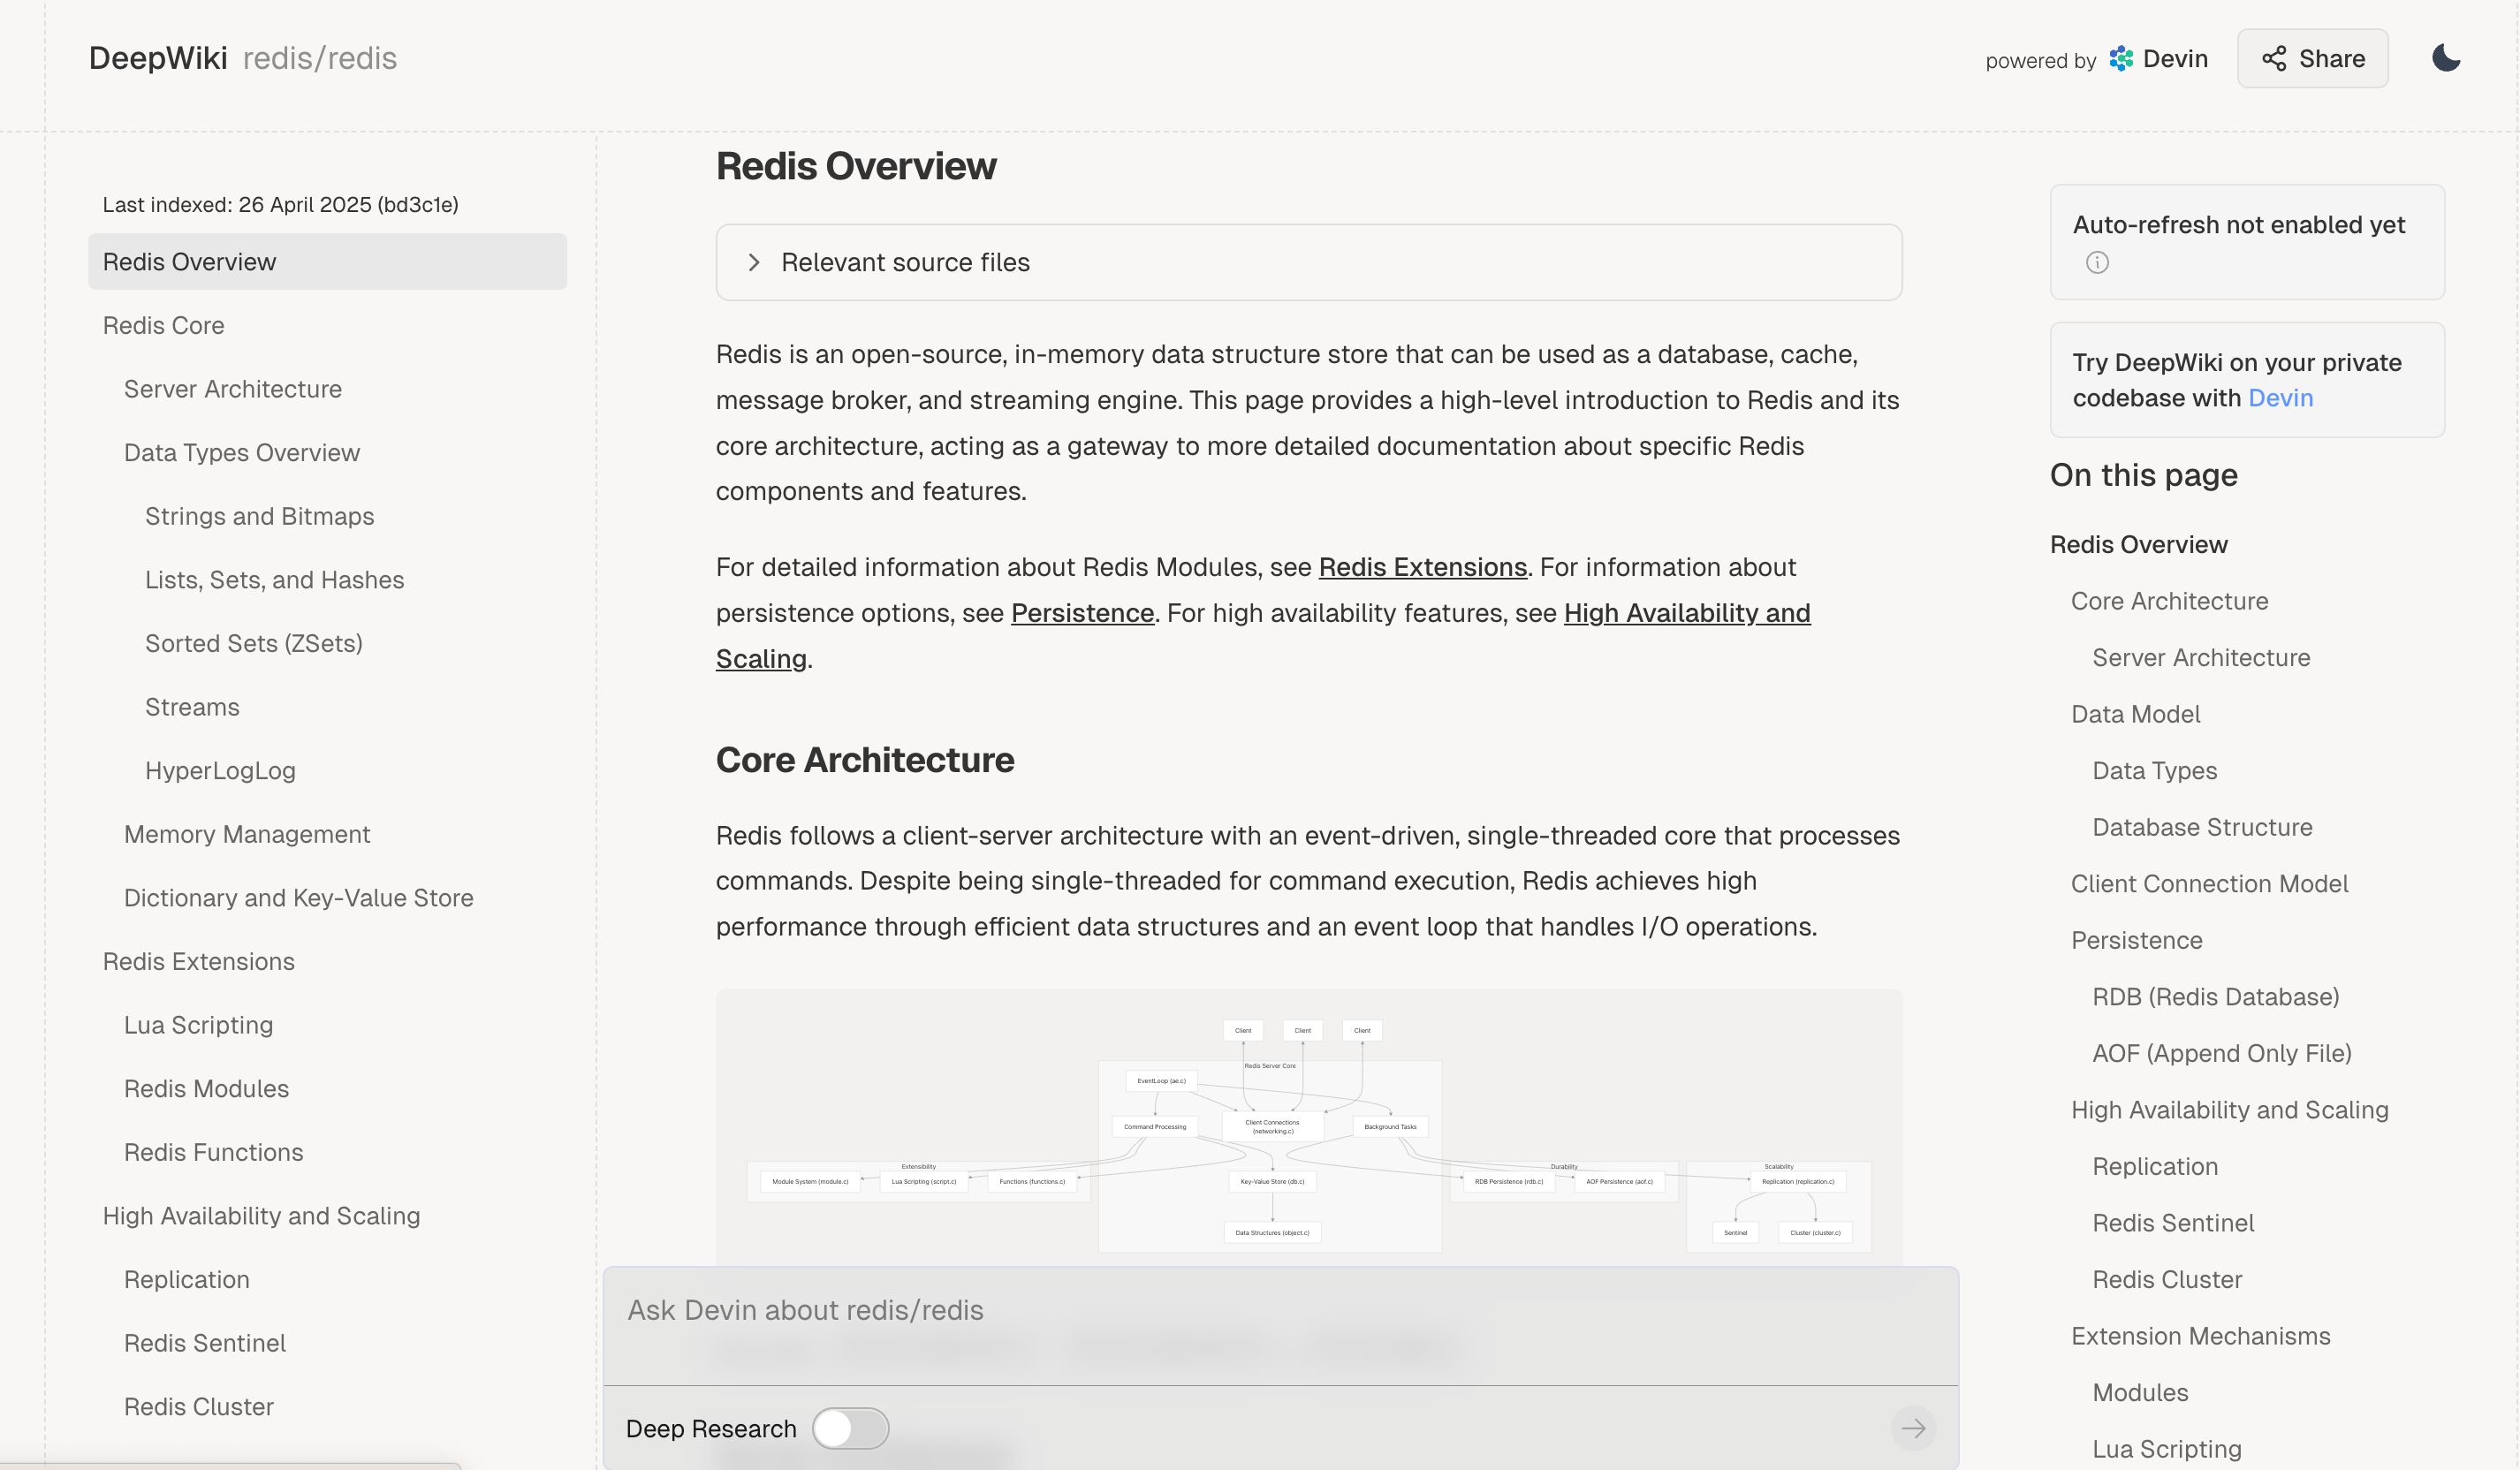 DeepWiki redis/redis
powered by Devin
Share
Last indexed: 26 April 2025 (bd3c1e)
Redis Overview
Redis Core
Server Architecture
Data Types Overview
Strings and Bitmaps
Lists, Sets, and Hashes
Sorted Sets (ZSets)
Streams
HyperLogLog
Memory Management
Dictionary and Key-Value Store
Redis Extensions
Lua Scripting
Redis Modules
Redis Functions
High Availability and Scaling
Replication
Redis Sentinel
Redis Cluster
Redis Overview
Relevant source files
Redis is an open-source, in-memory data structure store that can be used as a database, cache,
message broker, and streaming engine. This page provides a high-level introduction to Redis and its
core architecture, acting as a gateway to more detailed documentation about specific Redis
components and features.
For detailed information about Redis Modules, see Redis Extensions. For information about
persistence options, see Persistence. For high availability features, see High Availability and
Scaling.
Core Architecture
Redis follows a client-server architecture with an event-driven, single-threaded core that processes
commands. Despite being single-threaded for command execution, Redis achieves high
performance through efficient data structures and an event loop that handles I/O operations.
Client
Client
Client
Redis Server Core
EventLoop (ae.c)
Command Processing
Client Connections
(networking.c)
Background Tasks
Extensibility
Module System (module.c)
Lua Scripting (script.c)
Functions (functions.c)
Key-Value Store (db.c)
Durability
RDB Persistence (rdb.c)
AOF Persistence (aof.c)
Scalability
Replication (replication.c)
Data Structures (object.c)
Sentinel
Cluster (cluster.c)
Ask Devin about redis/redis
Deep Research
Auto-refresh not enabled yet
Try DeepWiki on your private
codebase with Devin
On this page
Redis Overview
Core Architecture
Server Architecture
Data Model
Data Types
Database Structure
Client Connection Model
Persistence
RDB (Redis Database)
AOF (Append Only File)
High Availability and Scaling
Replication
Redis Sentinel
Redis Cluster
Extension Mechanisms
Modules
Lua Scripting